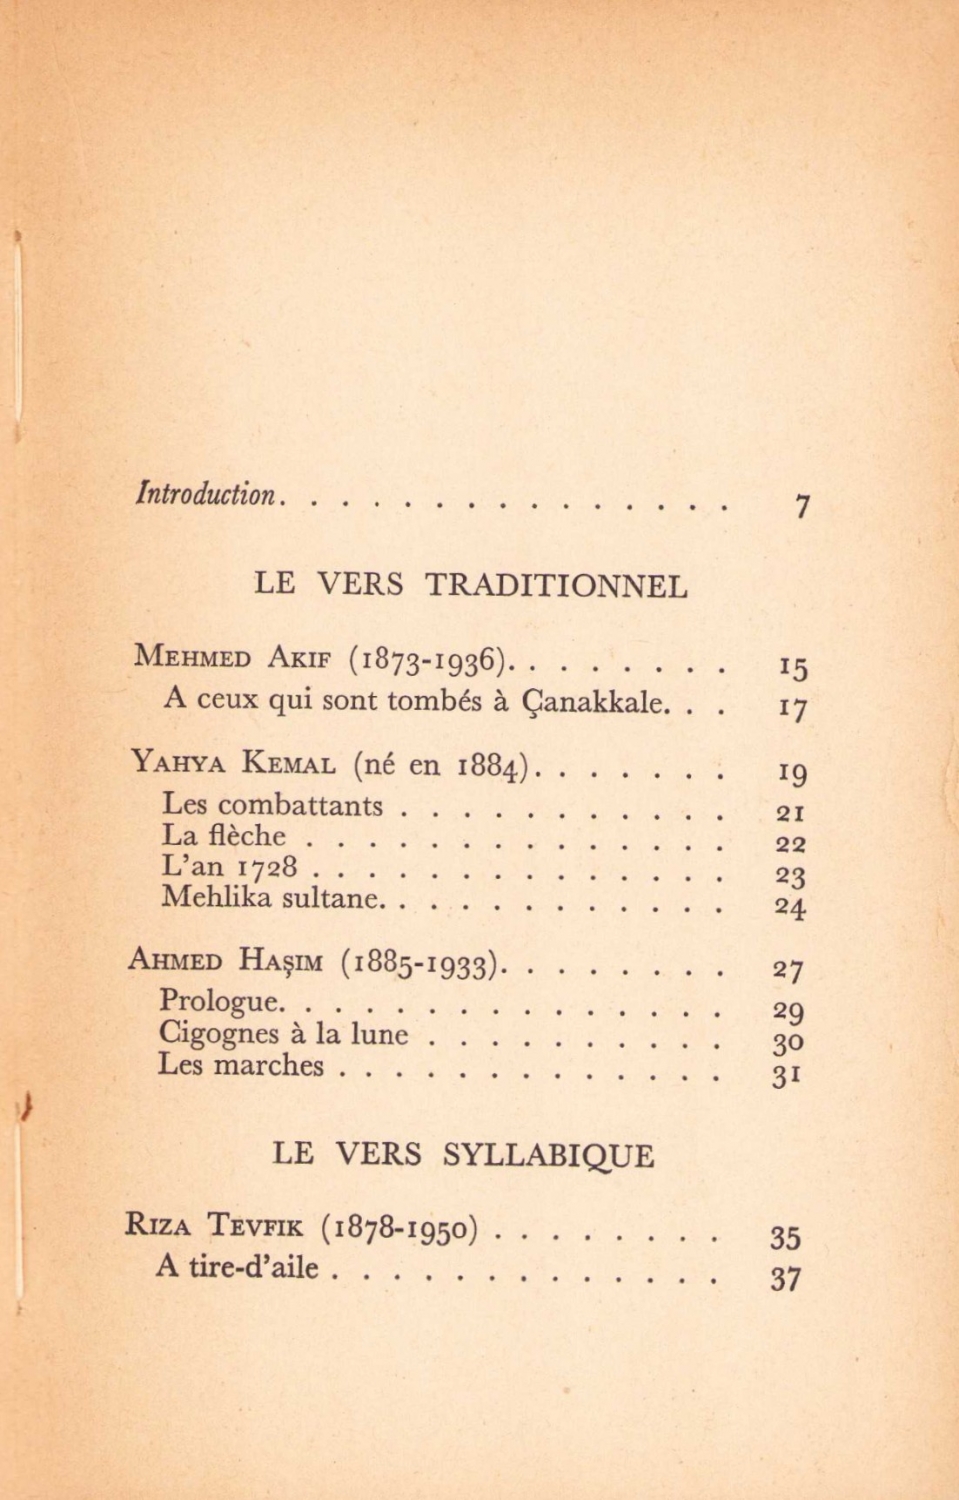 Introduction. . . . . . . . . . . . . . . 7
LE VERS TRADITIONNEL
MEHMED AKIF (1873-1936). . . . . . . . 15
A ceux qui sont tombés à Çanakkale. . . 17
YAHYA KEMAL (né en 1884). . . . . . . 19
Les combattants . . . . . . . . . . . 21
La flèche . . . . . . . . . . . . . . 22
L'an 1728 . . . . . . . . . . . . . . 23
Mehlika sultane. . . . . . . . . . . . 24
AHMED HAŞIM (1885-1933). . . . . . . . 27
Prologue. . . . . . . . . . . . . . . 29
Cigognes à la lune . . . . . . . . . . 30
Les marches . . . . . . . . . . . . . 31
LE VERS SYLLABIQUE
RIZA TEVFIK (1878-1950) . . . . . . . . 35
A tire-d'aile . . . . . . . . . . . . . 37